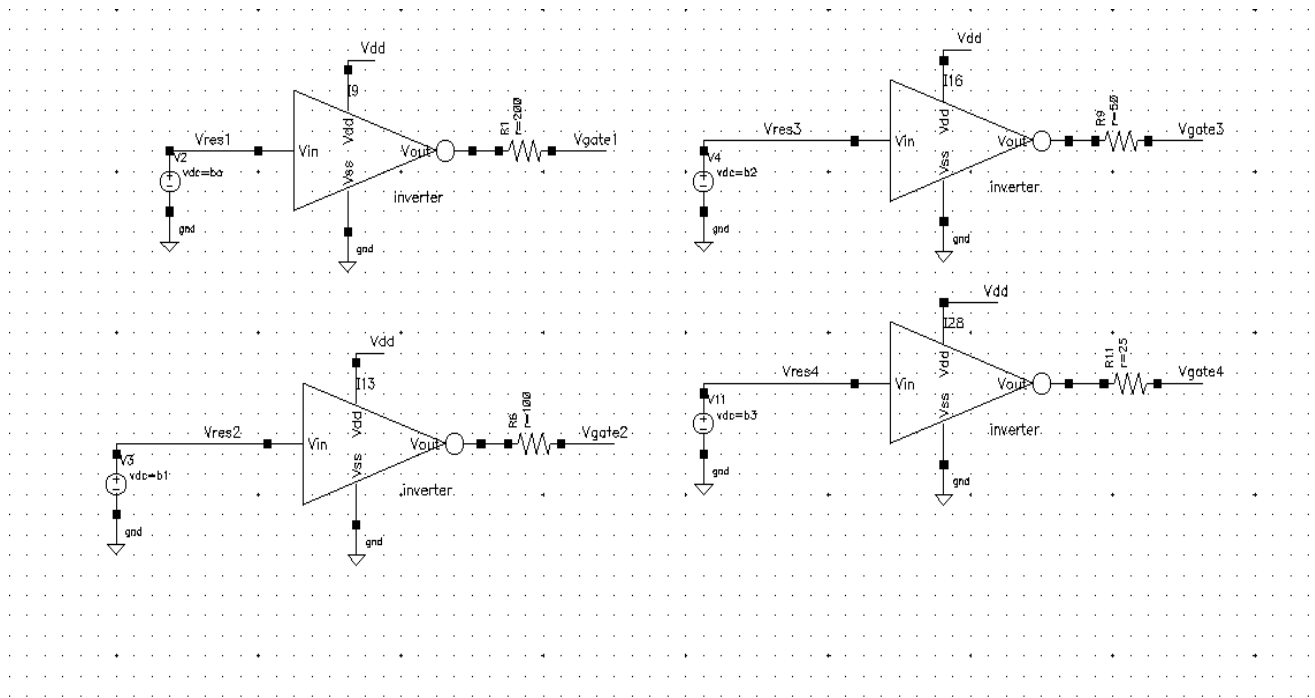 Vdd
I9
Vres1
V2
vdc=b0
Vin
Vdd
Vout
Vss
R1
r=200
Vgate1
inverter
gnd
gnd
Vdd
I16
Vres3
V4
vdc=b2
Vin
Vdd
Vout
Vss
R9
r=50
Vgate3
inverter
gnd
gnd
Vdd
I13
Vres2
V3
vdc=b1
Vin
Vdd
Vout
Vss
R6
r=100
Vgate2
inverter
gnd
gnd
Vdd
I28
Vres4
V11
vdc=b3
Vin
Vdd
Vout
Vss
R11
r=25
Vgate4
inverter
gnd
gnd